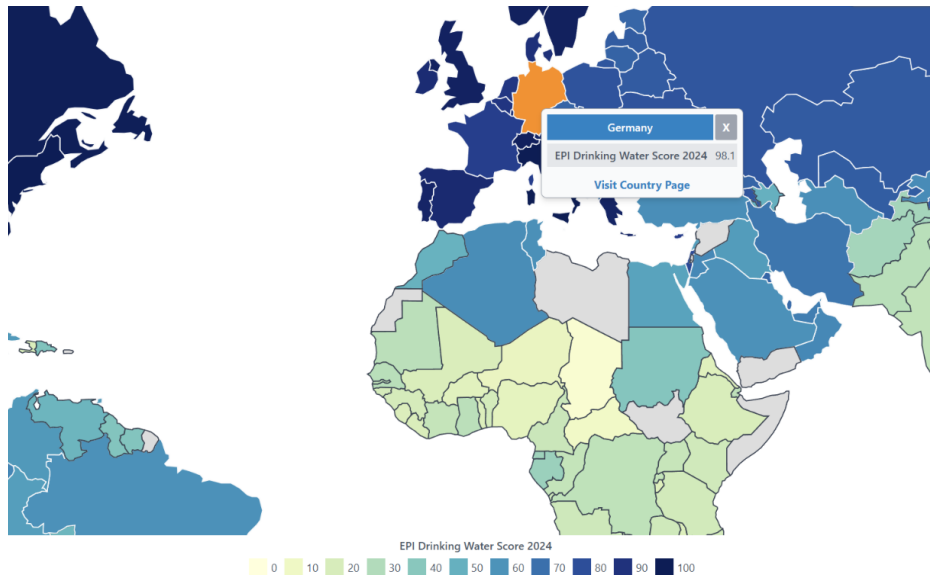 Germany X
EPI Drinking Water Score 2024 98.1
Visit Country Page
EPI Drinking Water Score 2024
0 10 20 30 40 50 60 70 80 90 100